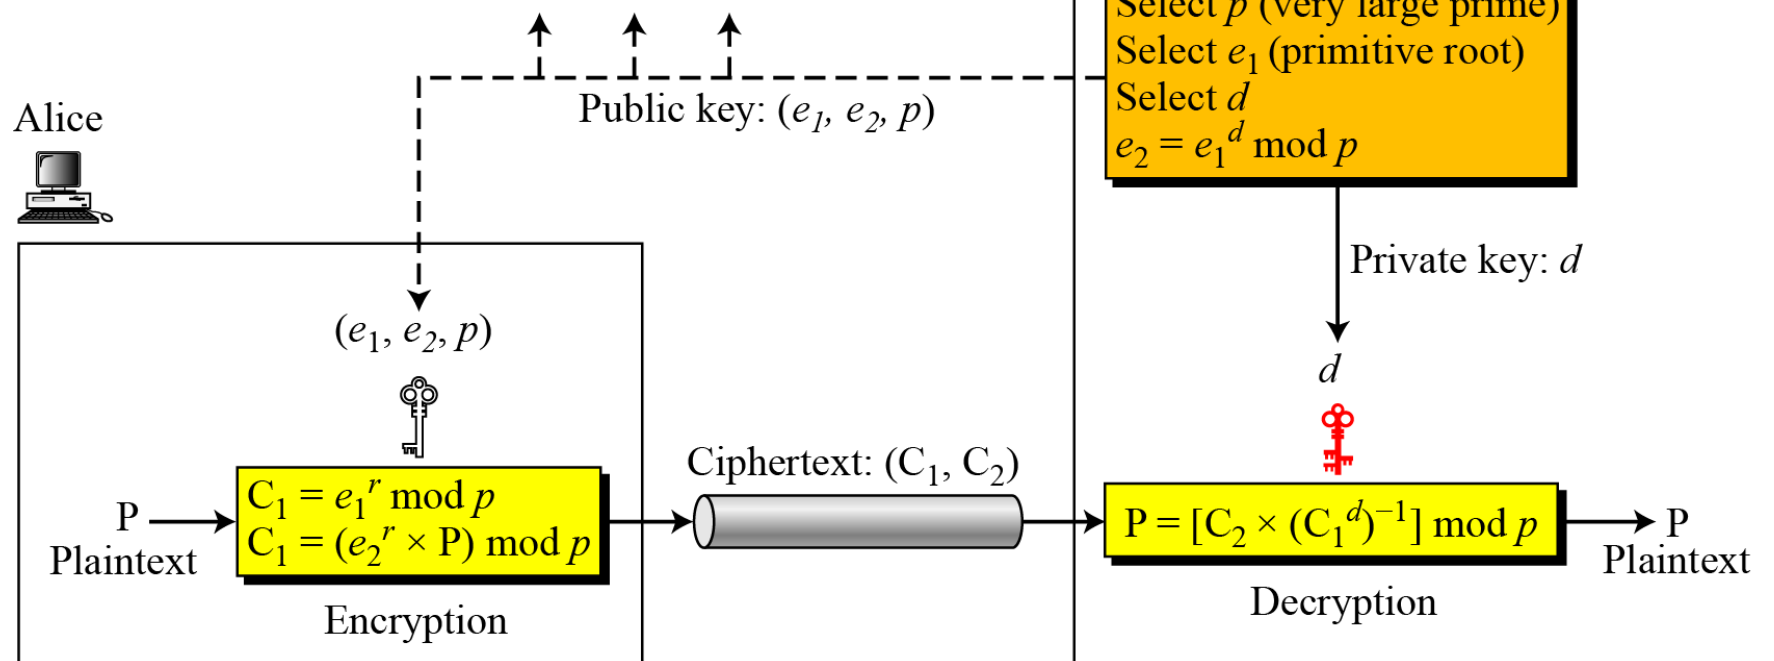 Select p (very large prime)
Select e₁ (primitive root)
Select d
e₂ = e₁ᵈ mod p
Public key: (e₁, e₂, p)
Alice
Private key: d
(e₁, e₂, p)
d
Ciphertext: (C₁, C₂)
C₁ = e₁ʳ mod p
C₁ = (e₂ʳ × P) mod p
P
Plaintext
P = [C₂ × (C₁ᵈ)⁻¹] mod p
P
Plaintext
Encryption
Decryption